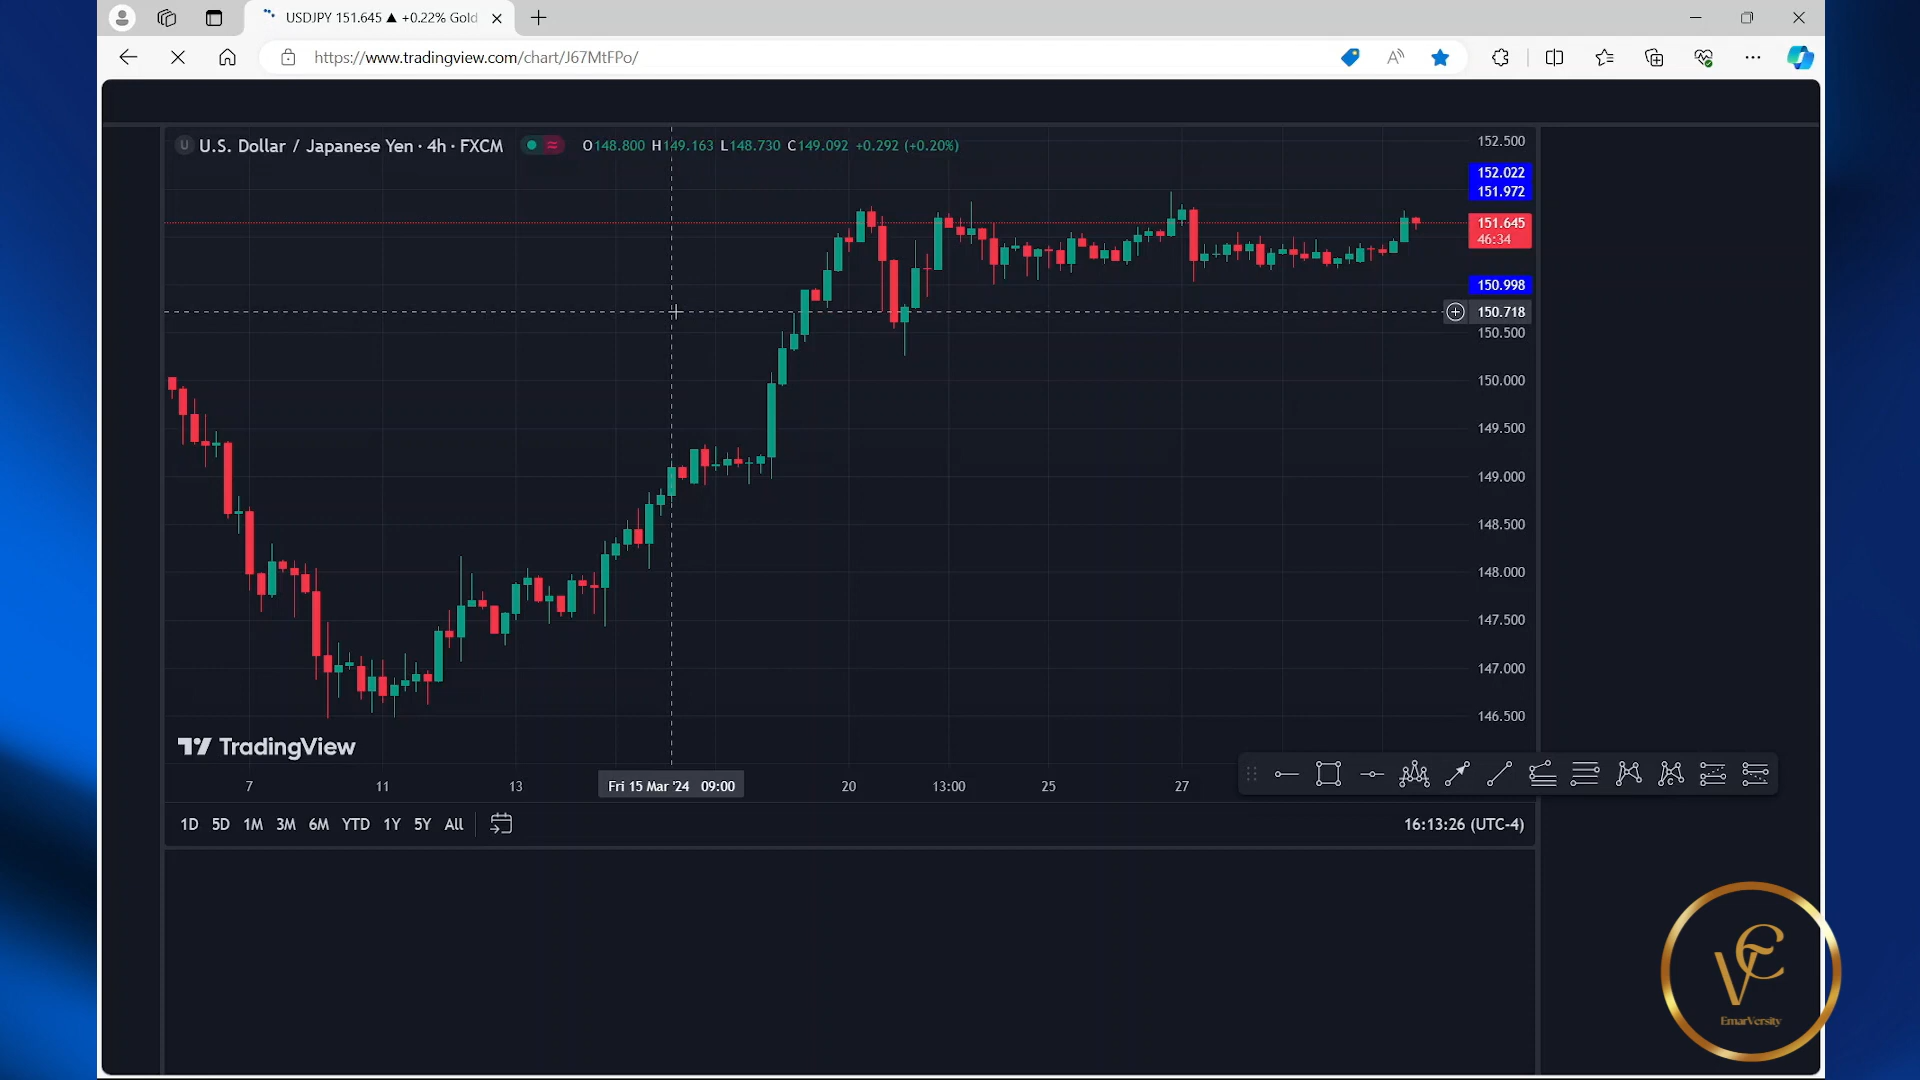 USDJPY 151.645 ▲ +0.22% Gold
https://www.tradingview.com/chart/J67MtFPo/
U U.S. Dollar / Japanese Yen · 4h · FXCM
O148.800 H149.163 L148.730 C149.092 +0.292 (+0.20%)
152.500
152.022
151.972
151.645
46:34
150.998
150.718
150.500
150.000
149.500
149.000
148.500
148.000
147.500
147.000
146.500
TradingView
7 11 13 Fri 15 Mar '24 09:00 20 13:00 25 27
1D 5D 1M 3M 6M YTD 1Y 5Y All
16:13:26 (UTC-4)
EmarVersity